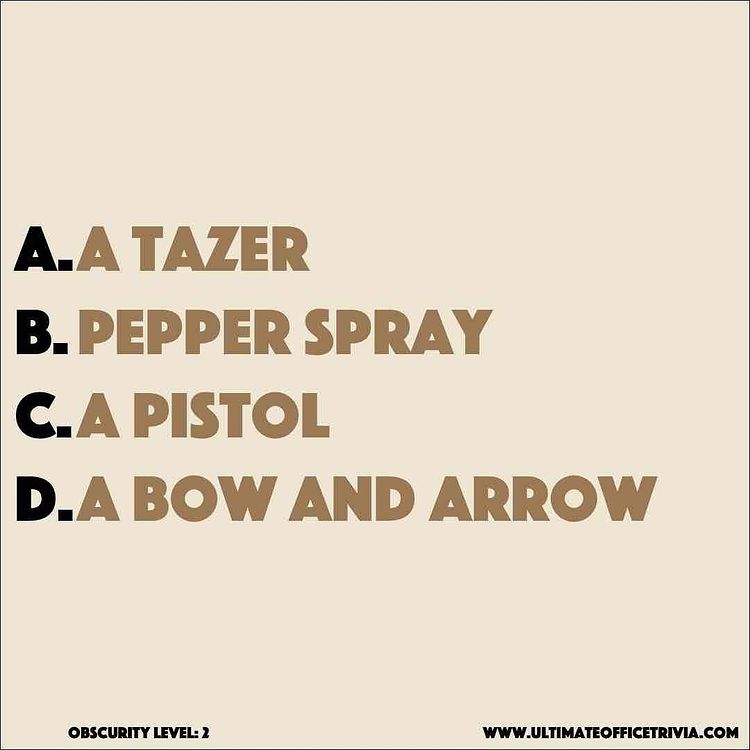 A. A TAZER
B. PEPPER SPRAY
C. A PISTOL
D. A BOW AND ARROW
OBSCURITY LEVEL: 2
WWW.ULTIMATEOFFICETRIVIA.COM